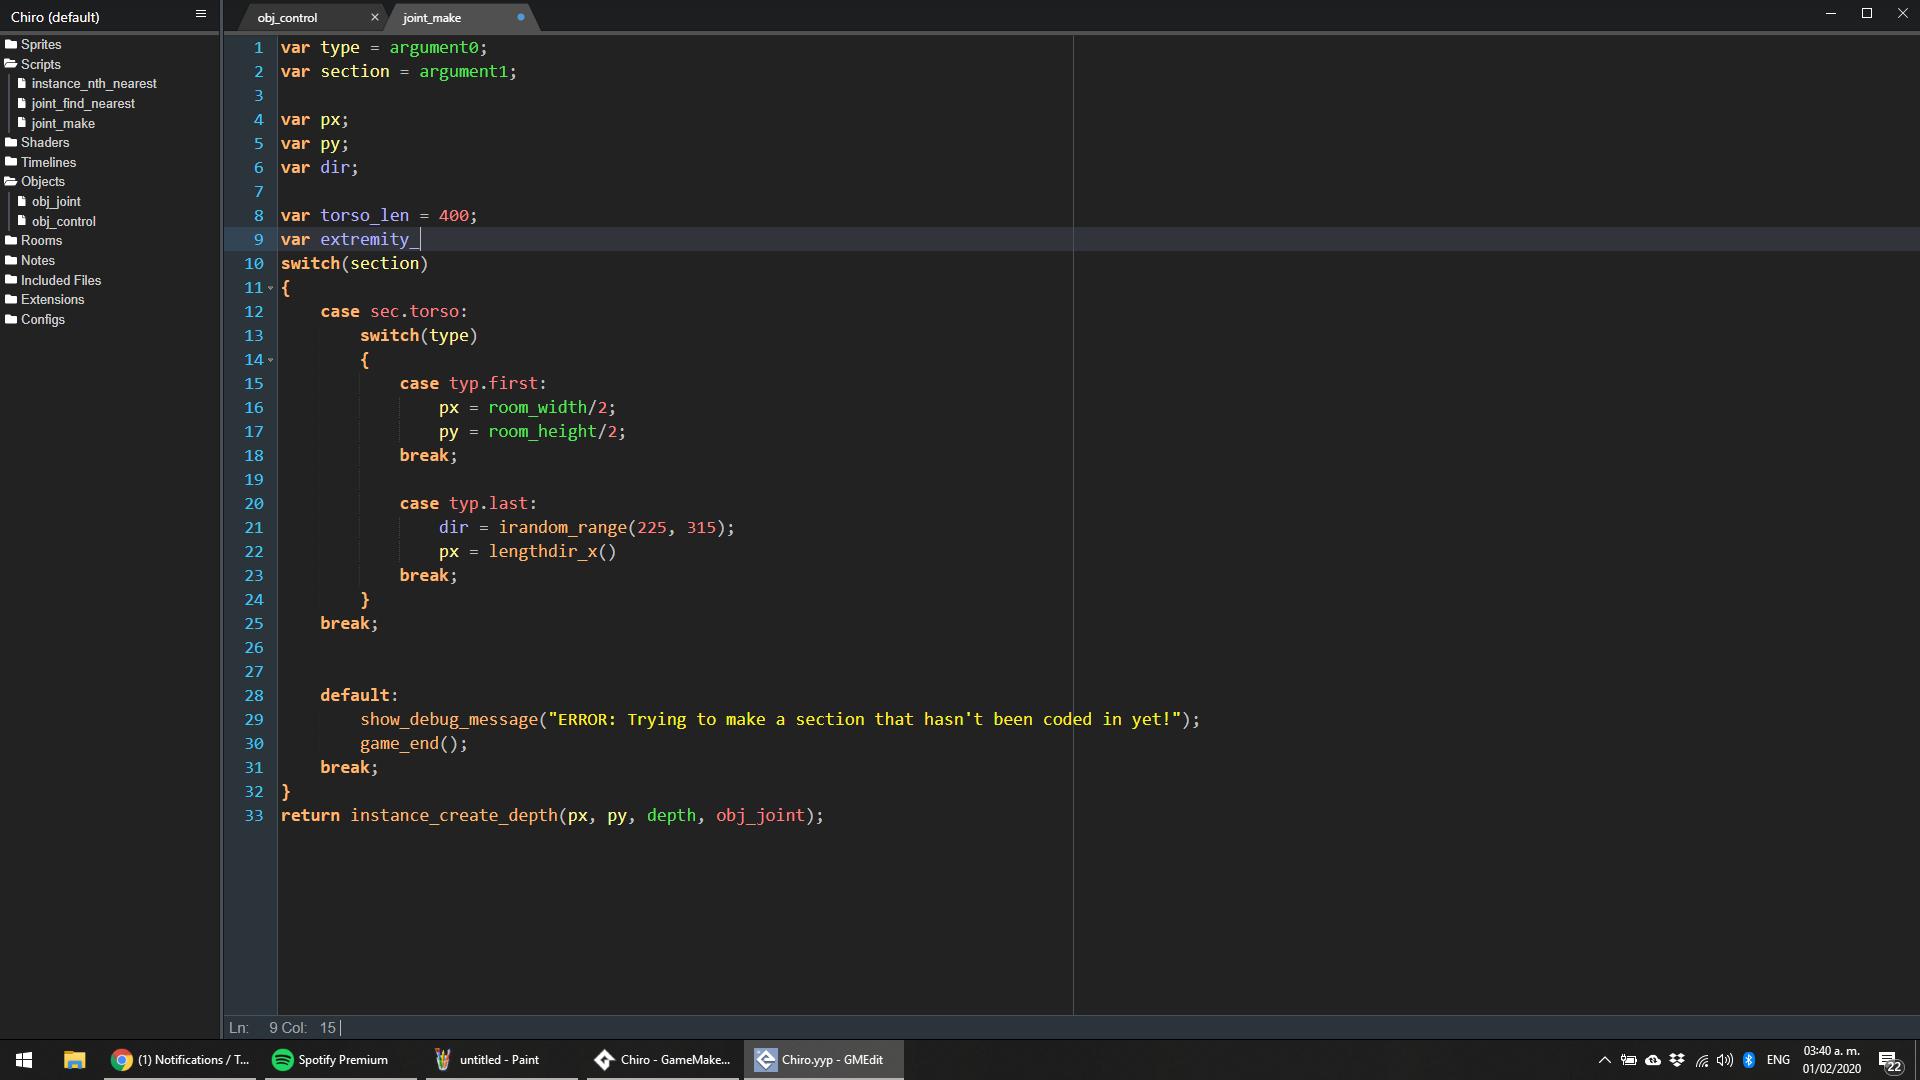 Chiro (default)
Sprites
Scripts
instance_nth_nearest
joint_find_nearest
joint_make
Shaders
Timelines
Objects
obj_joint
obj_control
Rooms
Notes
Included Files
Extensions
Configs
obj_control
joint_make
1 var type = argument0;
2 var section = argument1;
3
4 var px;
5 var py;
6 var dir;
7
8 var torso_len = 400;
9 var extremity_
10 switch(section)
11 {
12 case sec.torso:
13 switch(type)
14 {
15 case typ.first:
16 px = room_width/2;
17 py = room_height/2;
18 break;
19
20 case typ.last:
21 dir = irandom_range(225, 315);
22 px = lengthdir_x()
23 break;
24 }
25 break;
26
27
28 default:
29 show_debug_message("ERROR: Trying to make a section that hasn't been coded in yet!");
30 game_end();
31 break;
32 }
33 return instance_create_depth(px, py, depth, obj_joint);
Ln: 9 Col: 15
(1) Notifications / T...
Spotify Premium
untitled - Paint
Chiro - GameMake...
Chiro.yyp - GMEdit
ENG
03:40 a. m.
01/02/2020
22